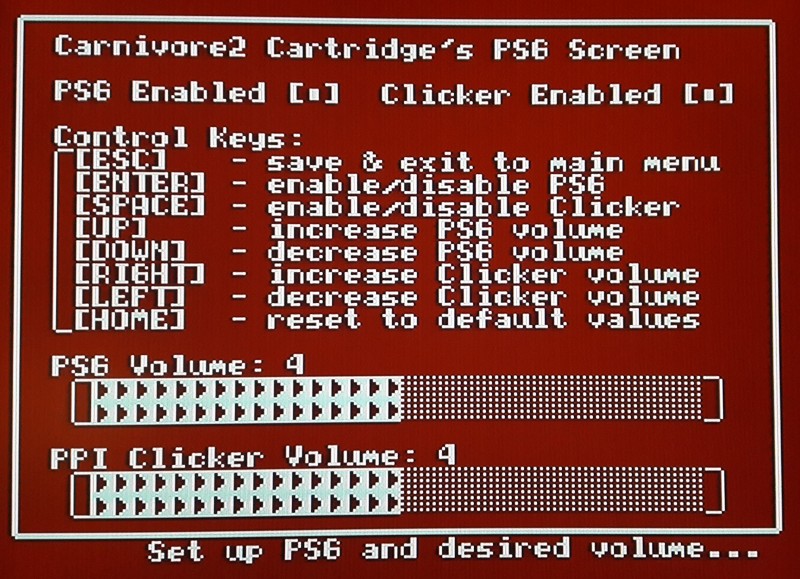 Carnivore2 Cartridge's PSG Screen
PSG Enabled [▪] Clicker Enabled [▪]
Control Keys:
[ESC] - save & exit to main menu
[ENTER] - enable/disable PSG
[SPACE] - enable/disable Clicker
[UP] - increase PSG volume
[DOWN] - decrease PSG volume
[RIGHT] - increase Clicker volume
[LEFT] - decrease Clicker volume
[HOME] - reset to default values
PSG Volume: 4
PPI Clicker Volume: 4
Set up PSG and desired volume...